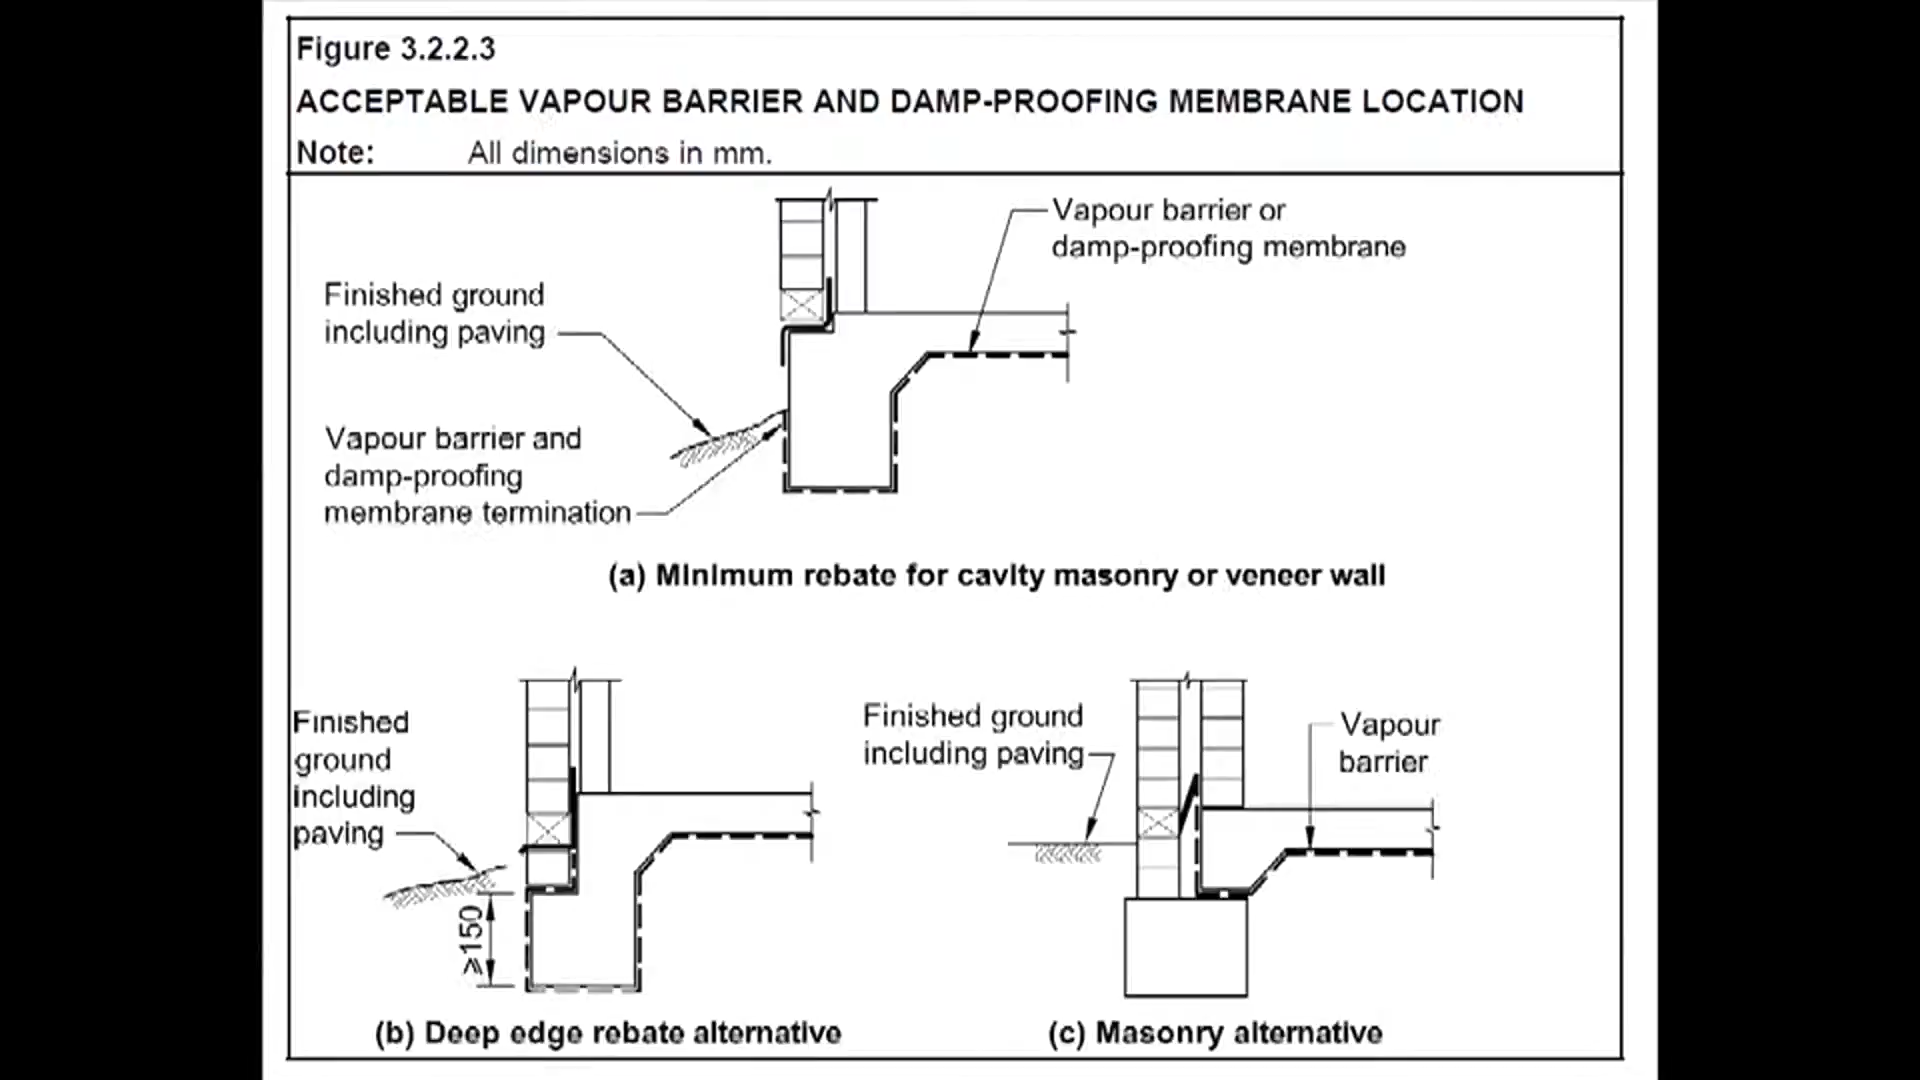 Figure 3.2.2.3
ACCEPTABLE VAPOUR BARRIER AND DAMP-PROOFING MEMBRANE LOCATION
Note: All dimensions in mm.
Vapour barrier or
damp-proofing membrane
Finished ground
including paving
Vapour barrier and
damp-proofing
membrane termination
(a) Minimum rebate for cavity masonry or veneer wall
Finished
ground
including
paving
≥150
(b) Deep edge rebate alternative
Finished ground
including paving
Vapour
barrier
(c) Masonry alternative